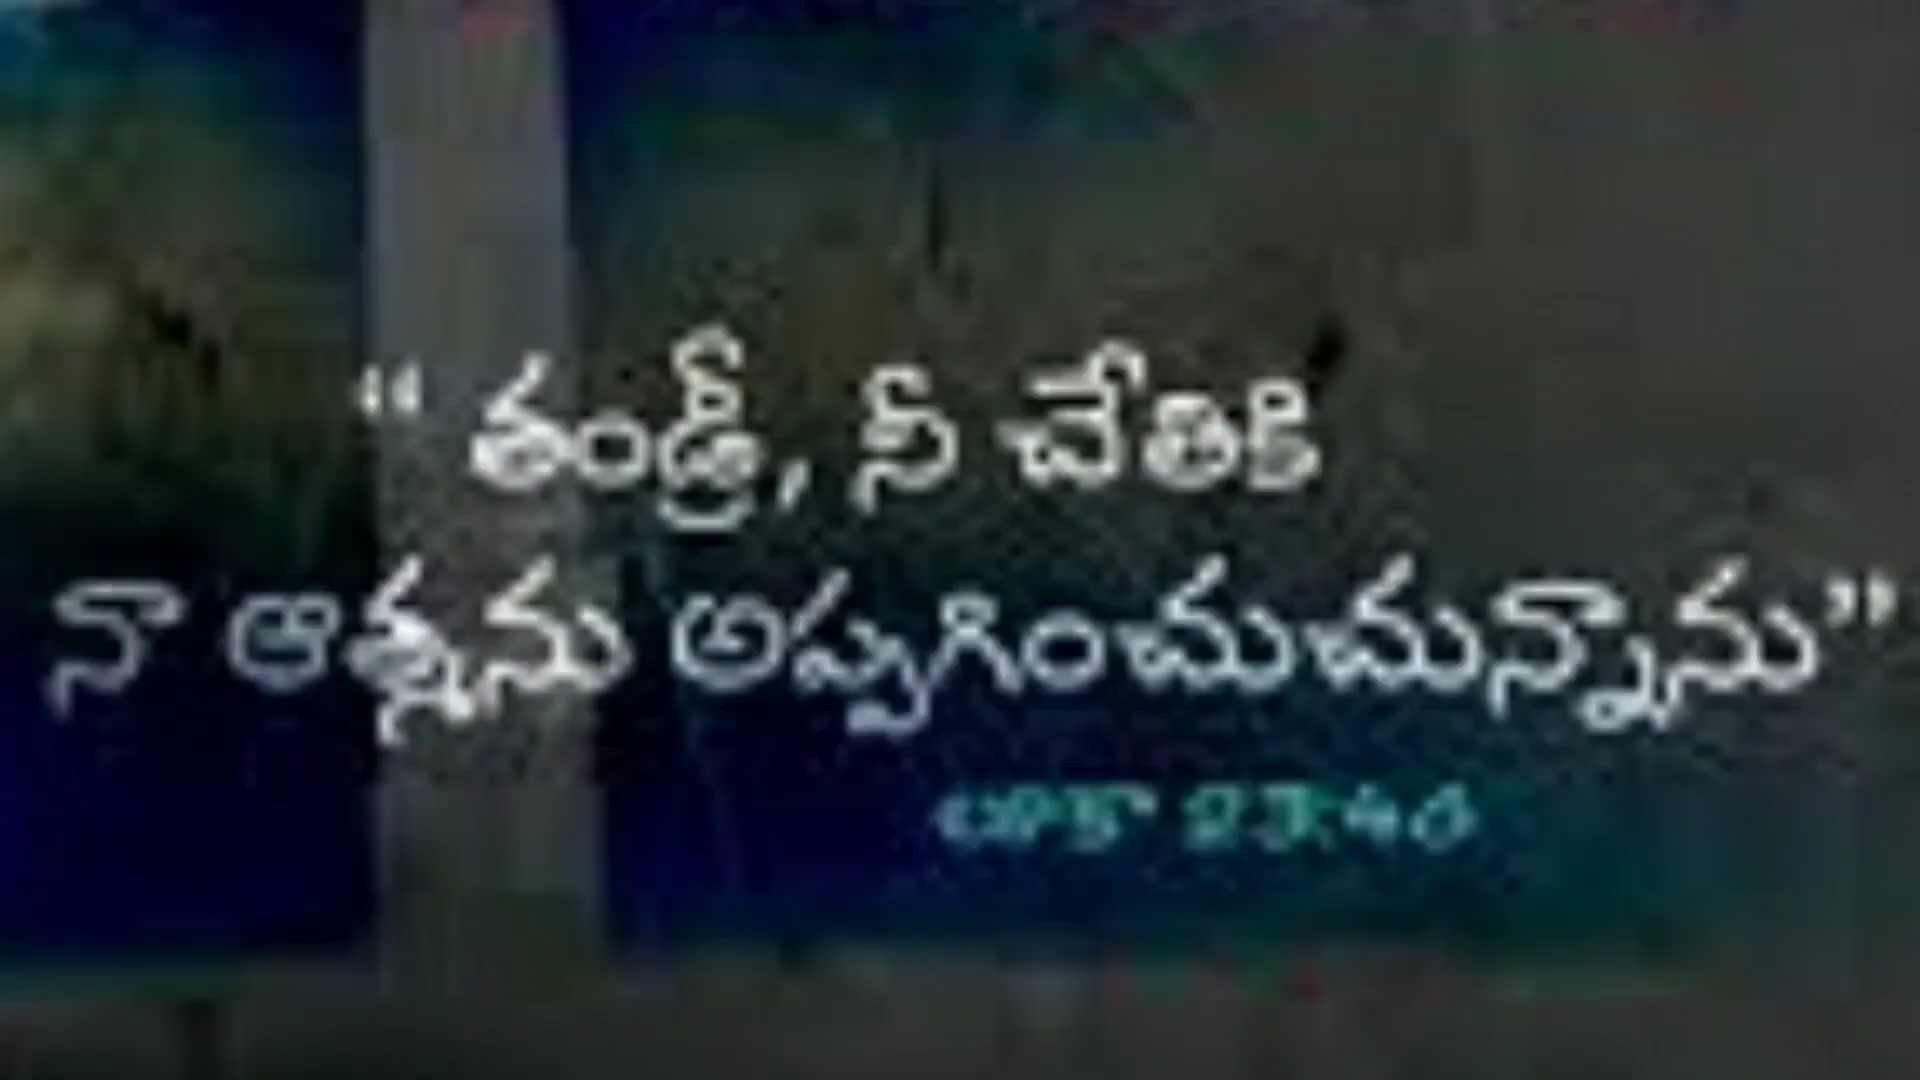 “ తండ్రీ, నీ చేతికి
నా ఆత్మను అప్పగించుచున్నాను”
లూకా 23:46